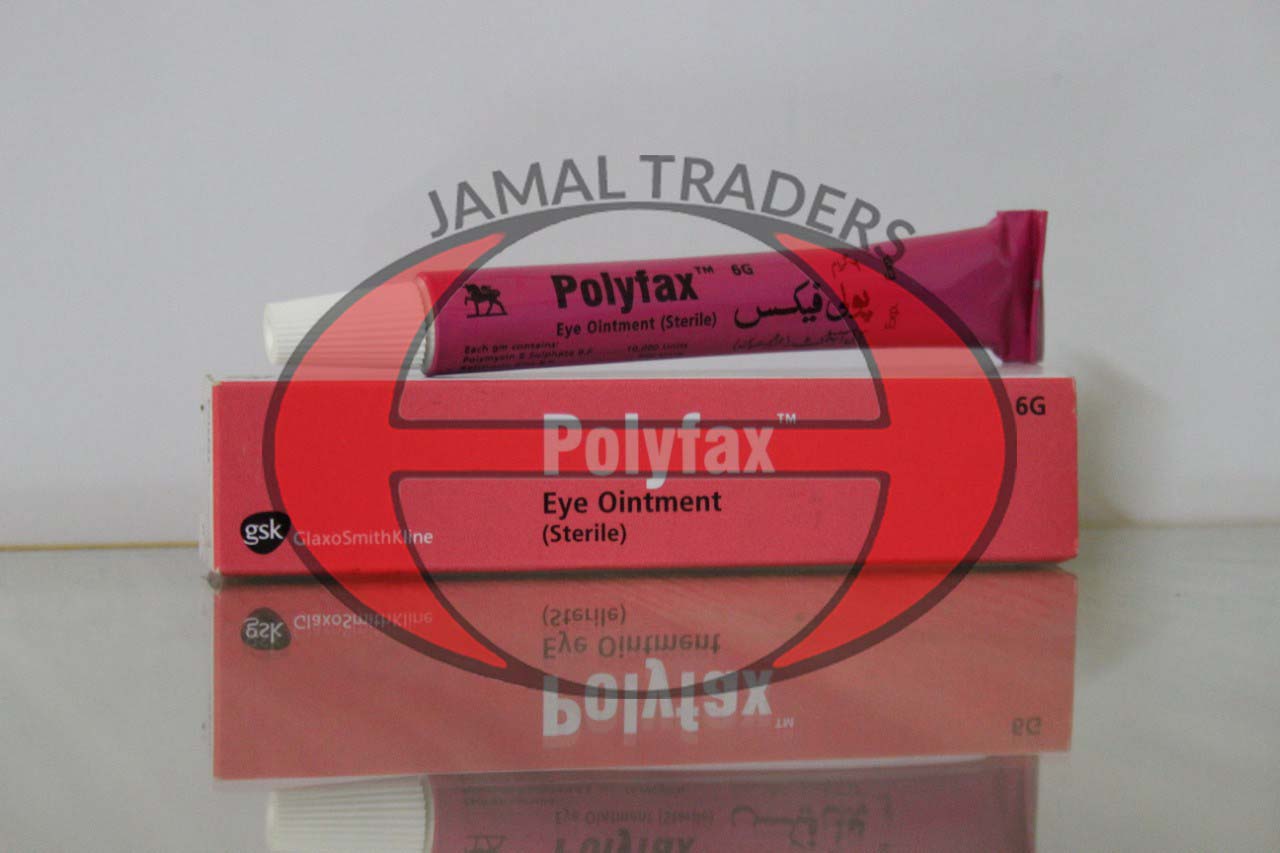 JAMAL TRADERS
Polyfax™ 6G
Eye Ointment (Sterile)
پولی فیکس
Each gm contains:
Polymyxin B Sulphate B.P. 10,000 Units
Exp.
6G
Polyfax™
Eye Ointment
(Sterile)
gsk GlaxoSmithKline